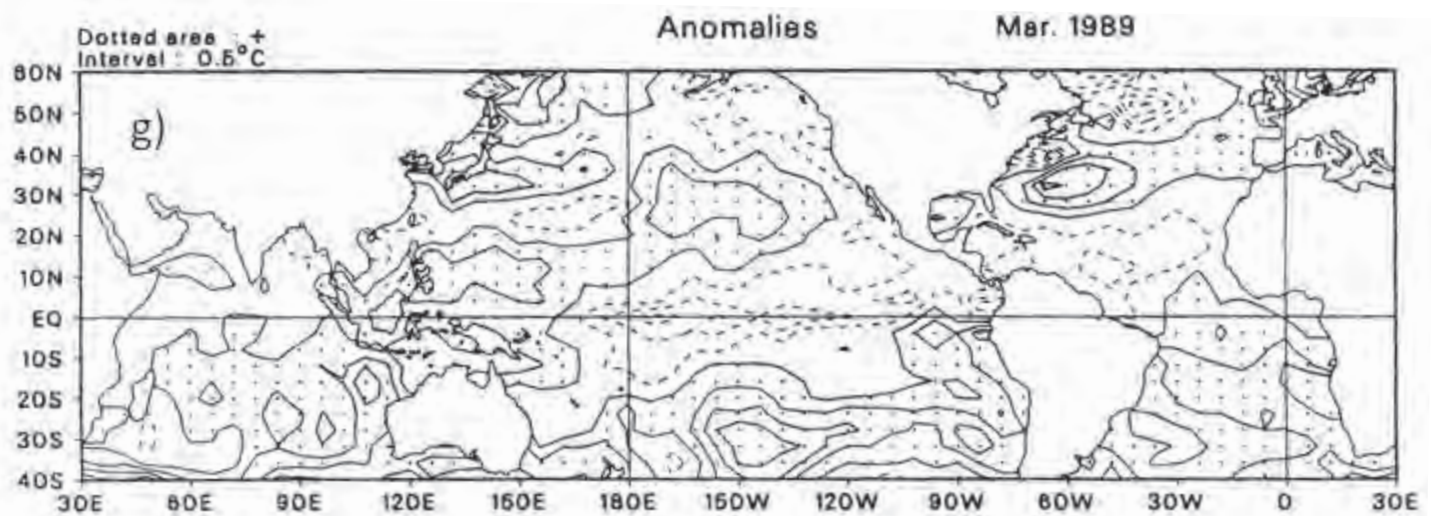 Anomalies Mar. 1989
Dotted area : +
Interval : 0.5°C
g)
60N
50N
40N
30N
20N
10N
EQ
10S
20S
30S
40S
30E 60E 90E 120E 150E 180 150W 120W 90W 60W 30W 0 30E